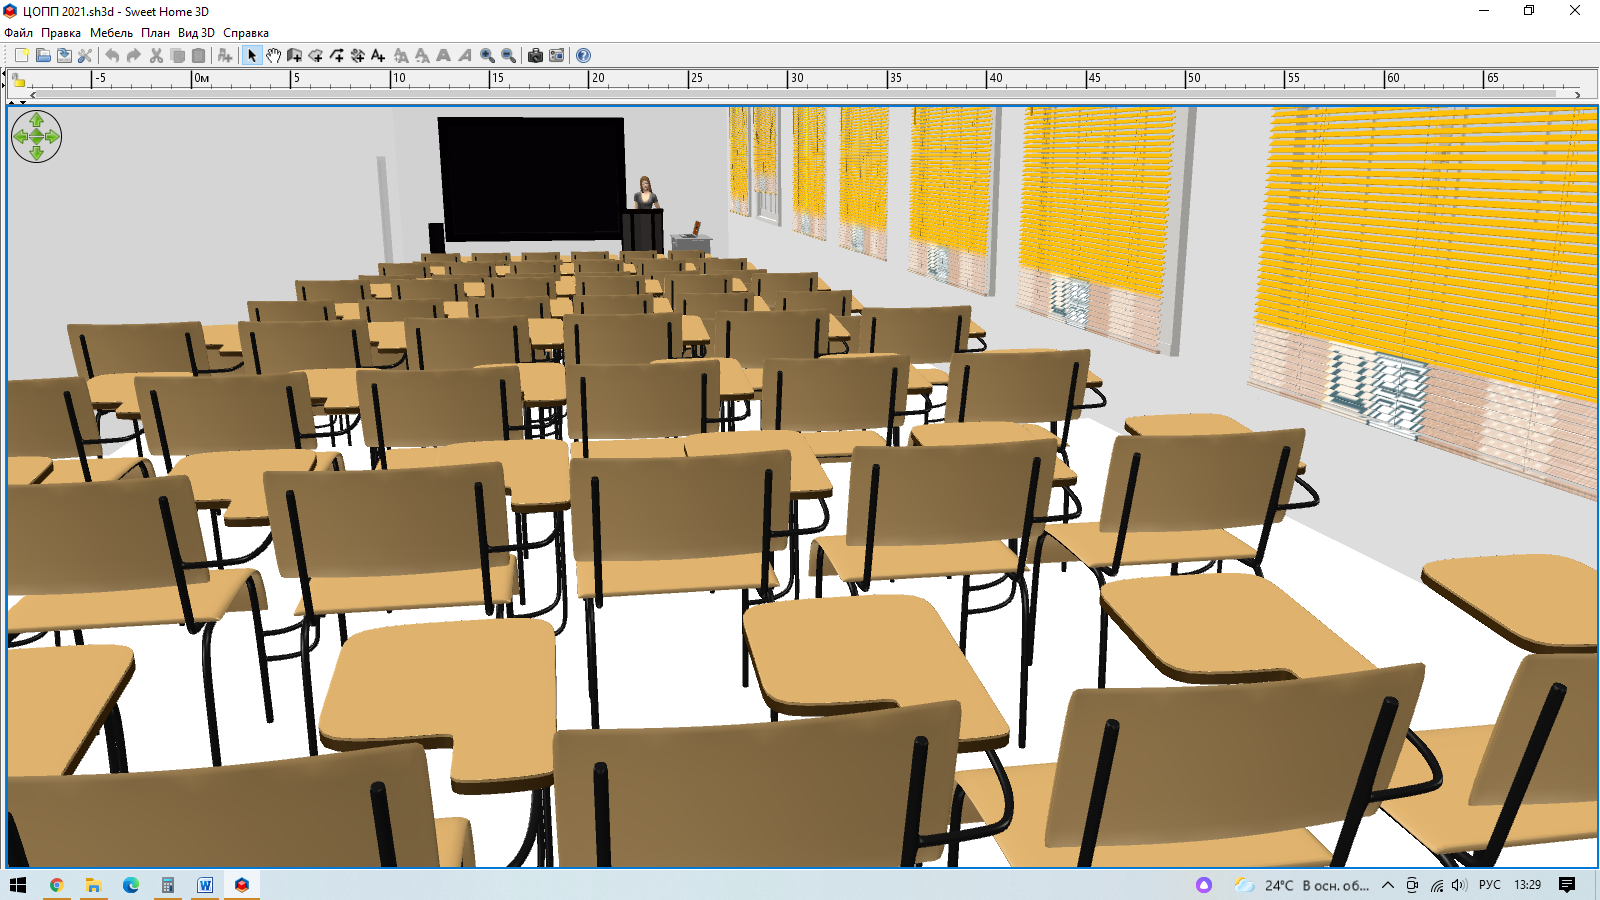 ЦОПП 2021.sh3d - Sweet Home 3D
Файл Правка Мебель План Вид 3D Справка
-5 0м 5 10 15 20 25 30 35 40 45 50 55 60 65
24°C В осн. об... РУС 13:29